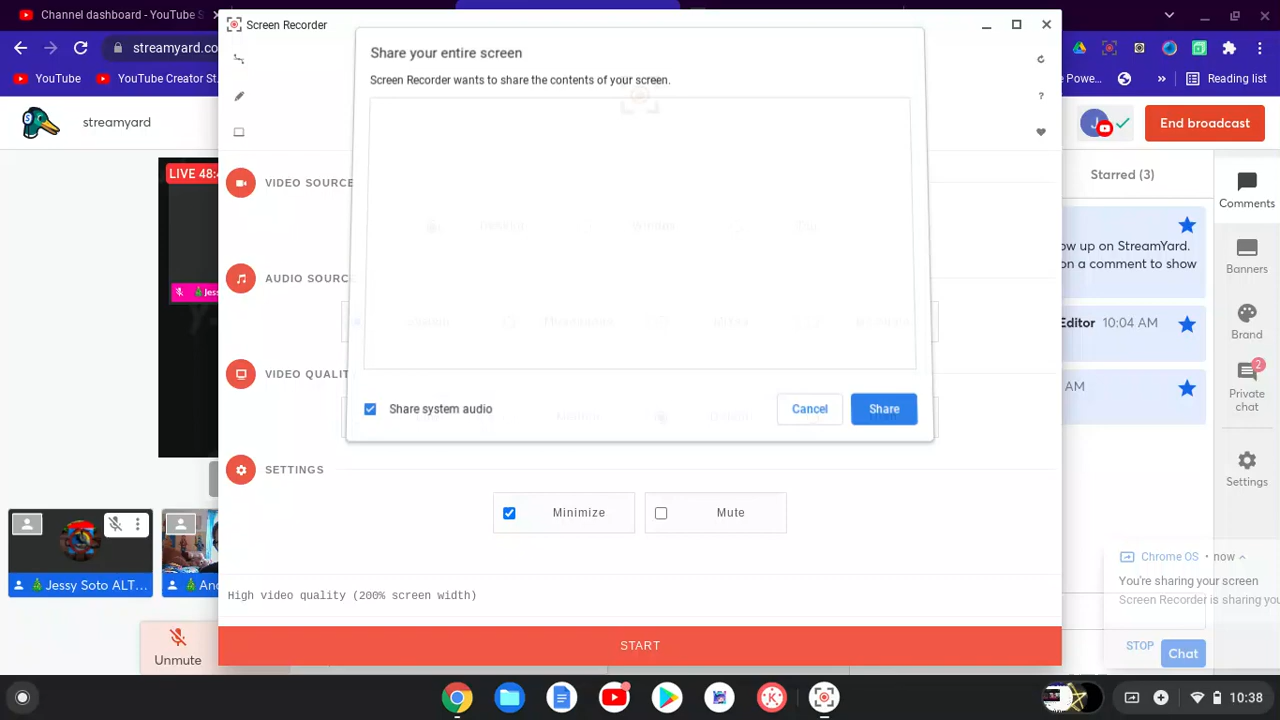 Channel dashboard - YouTube S
Screen Recorder
streamyard.co
YouTube
YouTube Creator St
Reading list
streamyard
End broadcast
LIVE 48:4
Share your entire screen
Screen Recorder wants to share the contents of your screen.
VIDEO SOURCE
AUDIO SOURCE
VIDEO QUALIT
Share system audio
Cancel
Share
SETTINGS
Minimize
Mute
High video quality (200% screen width)
START
Starred (3)
ow up on StreamYard.
on a comment to show
Editor 10:04 AM
AM
Comments
Banners
Brand
2
Private
chat
Settings
Jessy Soto ALT...
Unmute
Chrome OS • now
You're sharing your screen
Screen Recorder is sharing you
STOP
Chat
10:38